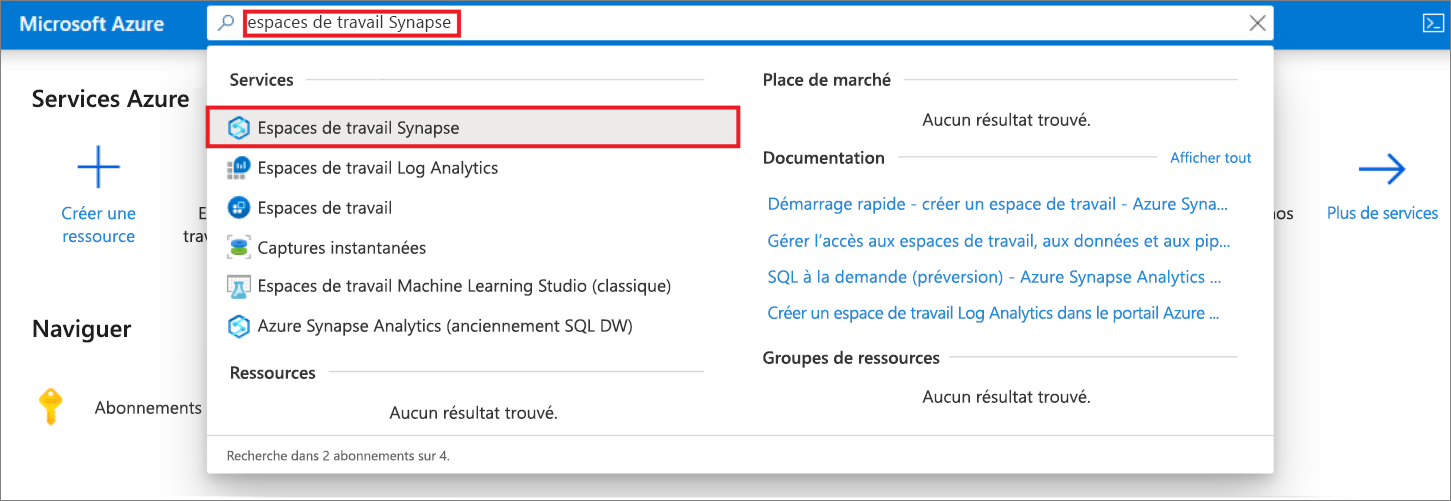 Microsoft Azure
espaces de travail Synapse
Services Azure
Créer une
ressource
E
trav
Naviguer
Abonnements
Services
Espaces de travail Synapse
Espaces de travail Log Analytics
Espaces de travail
Captures instantanées
Espaces de travail Machine Learning Studio (classique)
Azure Synapse Analytics (anciennement SQL DW)
Ressources
Aucun résultat trouvé.
Place de marché
Aucun résultat trouvé.
Documentation
Afficher tout
Démarrage rapide - créer un espace de travail - Azure Syna...
Gérer l’accès aux espaces de travail, aux données et aux pip...
SQL à la demande (préversion) - Azure Synapse Analytics ...
Créer un espace de travail Log Analytics dans le portail Azure ...
Groupes de ressources
Aucun résultat trouvé.
Recherche dans 2 abonnements sur 4.
nos
Plus de services